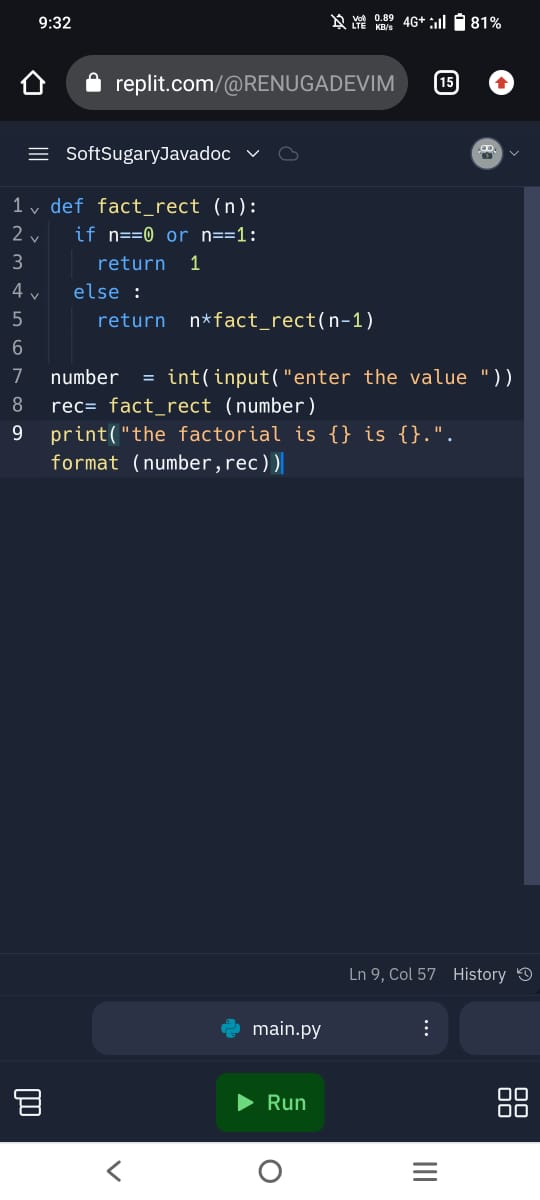 9:32 Vo) LTE 0.89 KB/s 4G+ 81%
replit.com/@RENUGADEVIM 15
SoftSugaryJavadoc
1 def fact_rect (n):
2 if n==0 or n==1:
3 return 1
4 else :
5 return n*fact_rect(n-1)
6
7 number = int(input("enter the value "))
8 rec= fact_rect (number)
9 print("the factorial is {} is {}.".
format (number,rec))
Ln 9, Col 57 History
main.py
Run